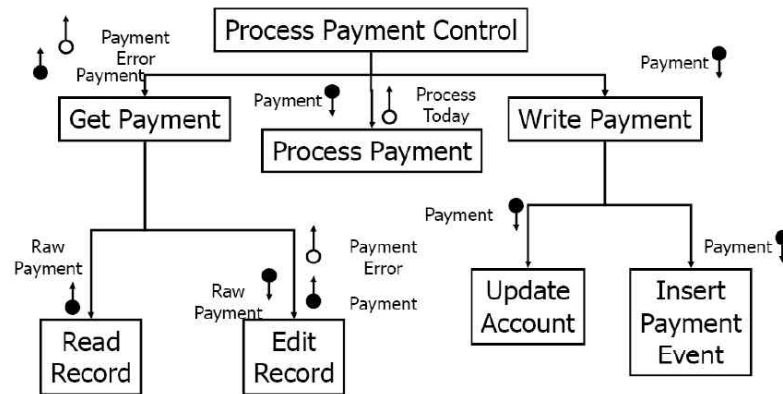 Process Payment Control
Payment
Error
Payment
Payment
Get Payment
Payment
Process
Today
Write Payment
Process Payment
Payment
Raw
Payment
Payment
Error
Payment
Raw
Payment
Payment
Update
Account
Insert
Payment
Event
Read
Record
Edit
Record